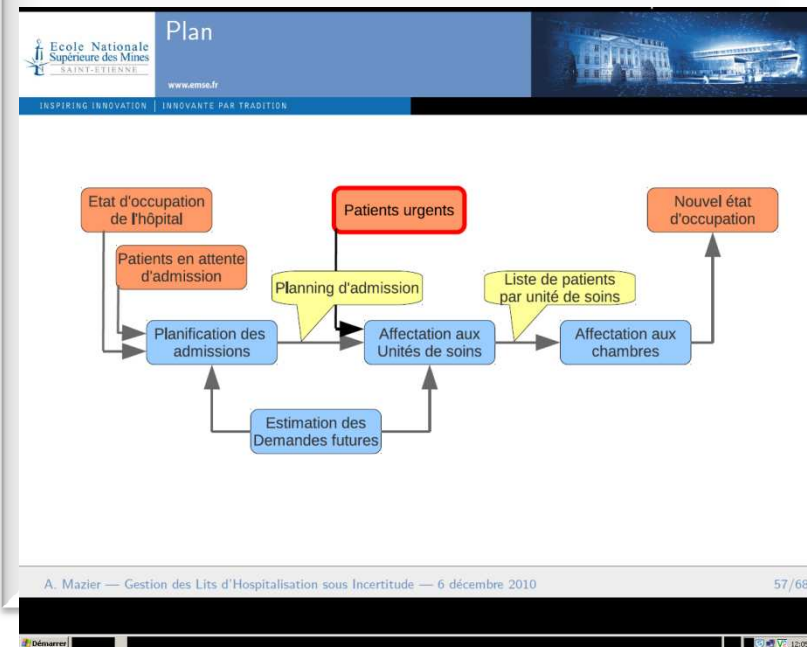 Plan
Ecole Nationale
Supérieure des Mines
SAINT-ETIENNE
www.emse.fr
INSPIRING INNOVATION | INNOVANTE PAR TRADITION
Etat d'occupation
de l'hôpital
Patients urgents
Nouvel état
d'occupation
Patients en attente
d'admission
Planning d'admission
Liste de patients
par unité de soins
Planification des
admissions
Affectation aux
Unités de soins
Affectation aux
chambres
Estimation des
Demandes futures
A. Mazier — Gestion des Lits d'Hospitalisation sous Incertitude — 6 décembre 2010
57/68
Démarrer
12:05